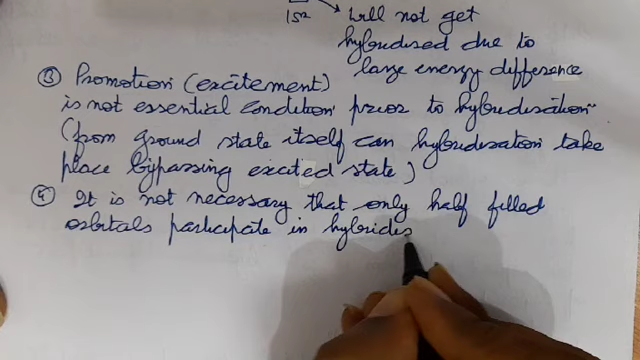 1s² → will not get
hybridised due to
large energy difference
③ Promotion (excitement)
is not essential condition prior to hybridisation
(from ground state itself can hybridisation take
place bypassing excited state)
④ It is not necessary that only half filled
orbitals participate in hybridis